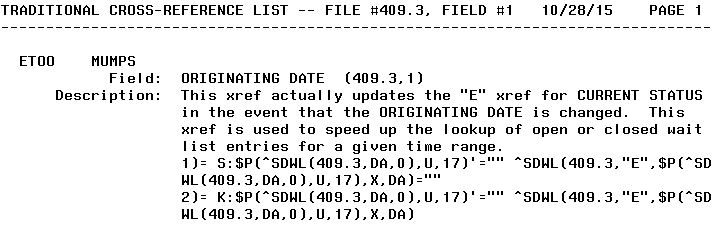 TRADITIONAL CROSS-REFERENCE LIST -- FILE #409.3, FIELD #1   10/28/15    PAGE 1
--------------------------------------------------------------------------------
ETOO    MUMPS
Field:  ORIGINATING DATE  (409.3,1)
Description:  This xref actually updates the "E" xref for CURRENT STATUS
in the event that the ORIGINATING DATE is changed.  This
xref is used to speed up the lookup of open or closed wait
list entries for a given time range.
1)= S:$P(^SDWL(409.3,DA,0),U,17)'="" ^SDWL(409.3,"E",$P(^SD
WL(409.3,DA,0),U,17),X,DA)=""
2)= K:$P(^SDWL(409.3,DA,0),U,17)'="" ^SDWL(409.3,"E",$P(^SD
WL(409.3,DA,0),U,17),X,DA)